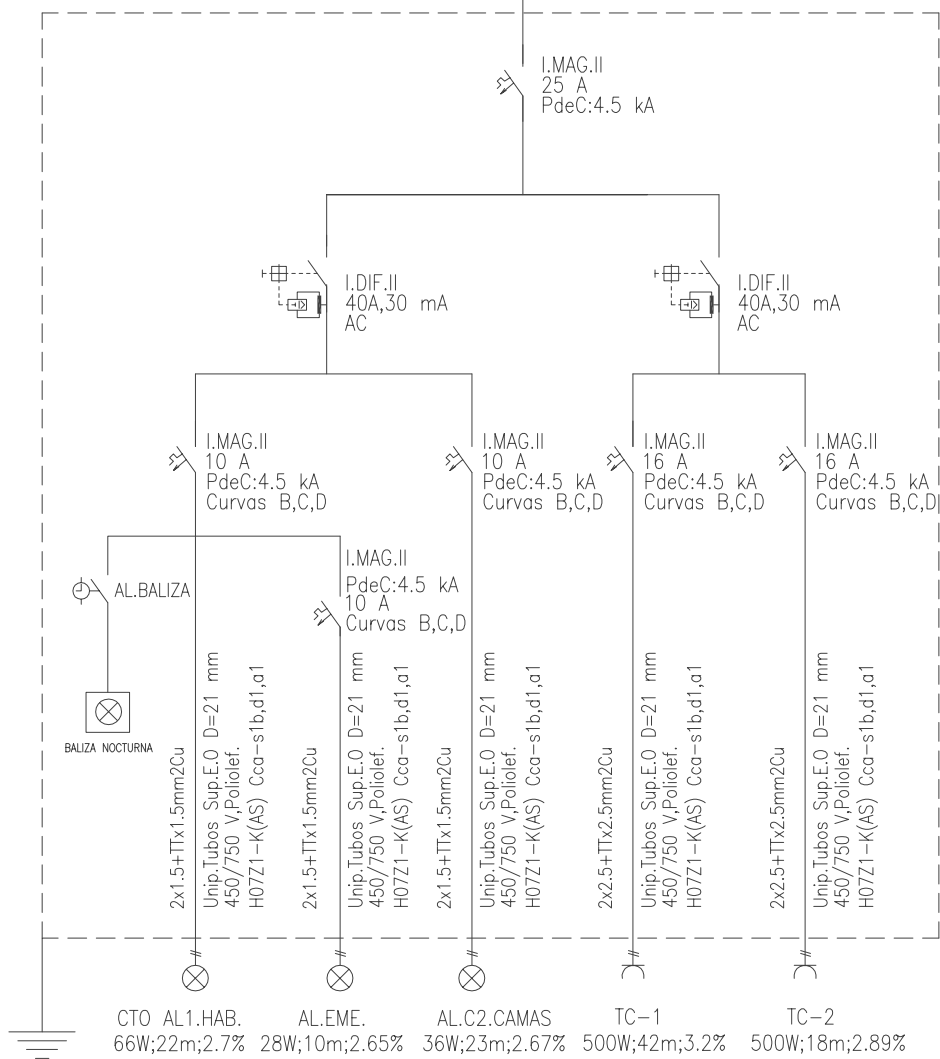 I.MAG.II
25 A
PdeC:4.5 kA
I.DIF.II
40A,30 mA
AC
I.DIF.II
40A,30 mA
AC
I.MAG.II
10 A
PdeC:4.5 kA
Curvas B,C,D
I.MAG.II
10 A
PdeC:4.5 kA
Curvas B,C,D
I.MAG.II
16 A
PdeC:4.5 kA
Curvas B,C,D
I.MAG.II
16 A
PdeC:4.5 kA
Curvas B,C,D
AL.BALIZA
I.MAG.II
PdeC:4.5 kA
10 A
Curvas B,C,D
BALIZA NOCTURNA
2x1.5+TTx1.5mm2Cu
Unip.Tubos Sup.E.O D=21 mm
450/750 V,Poliolef.
H07Z1-K(AS) Cca-s1b,d1,a1
2x1.5+TTx1.5mm2Cu
Unip.Tubos Sup.E.O D=21 mm
450/750 V,Poliolef.
H07Z1-K(AS) Cca-s1b,d1,a1
2x1.5+TTx1.5mm2Cu
Unip.Tubos Sup.E.O D=21 mm
450/750 V,Poliolef.
H07Z1-K(AS) Cca-s1b,d1,a1
2x2.5+TTx2.5mm2Cu
Unip.Tubos Sup.E.O D=21 mm
450/750 V,Poliolef.
H07Z1-K(AS) Cca-s1b,d1,a1
2x2.5+TTx2.5mm2Cu
Unip.Tubos Sup.E.O D=21 mm
450/750 V,Poliolef.
H07Z1-K(AS) Cca-s1b,d1,a1
CTO AL1.HAB.
66W;22m;2.7%
AL.EME.
28W;10m;2.65%
AL.C2.CAMAS
36W;23m;2.67%
TC-1
500W;42m;3.2%
TC-2
500W;18m;2.89%